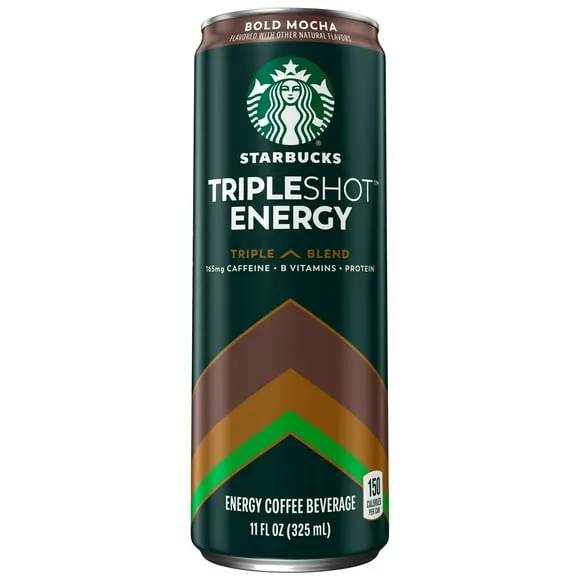 BOLD MOCHA
FLAVORED WITH OTHER NATURAL FLAVORS
®
STARBUCKS
TRIPLESHOT™
ENERGY
TRIPLE BLEND
165mg CAFFEINE • B VITAMINS • PROTEIN
150
CALORIES
PER CAN
ENERGY COFFEE BEVERAGE
11 FL OZ (325 mL)